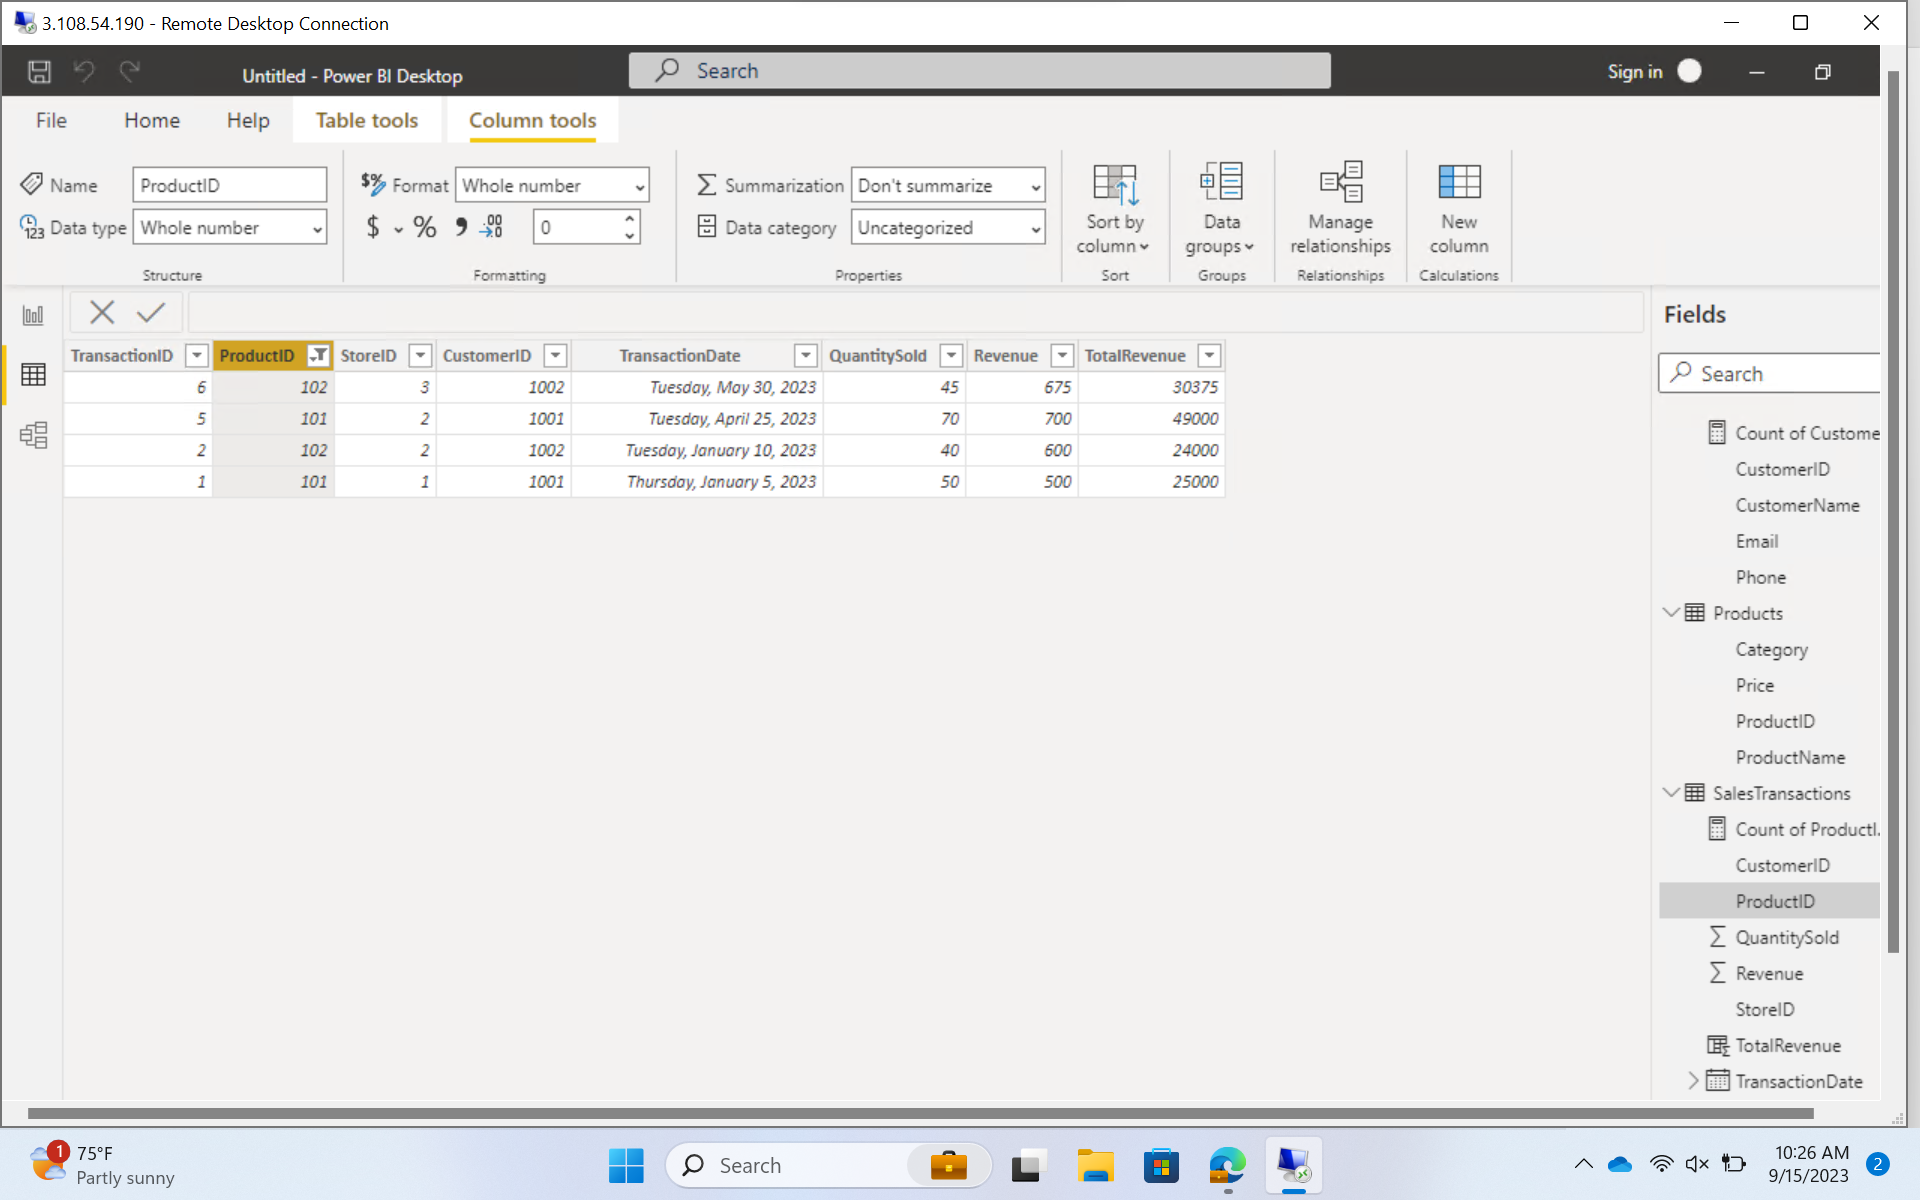 3.108.54.190 - Remote Desktop Connection
Untitled - Power BI Desktop
Search
Sign in
File Home Help Table tools Column tools
Name ProductID
Data type Whole number
Structure
$% Format Whole number
$ % 0
Formatting
Summarization Don't summarize
Data category Uncategorized
Properties
Sort by
column
Sort
Data
groups
Groups
Manage
relationships
Relationships
New
column
Calculations
TransactionID ProductID StoreID CustomerID TransactionDate QuantitySold Revenue TotalRevenue
6 102 3 1002 Tuesday, May 30, 2023 45 675 30375
5 101 2 1001 Tuesday, April 25, 2023 70 700 49000
2 102 2 1002 Tuesday, January 10, 2023 40 600 24000
1 101 1 1001 Thursday, January 5, 2023 50 500 25000
Fields
Search
Count of Custome
CustomerID
CustomerName
Email
Phone
Products
Category
Price
ProductID
ProductName
SalesTransactions
Count of ProductI.
CustomerID
ProductID
QuantitySold
Revenue
StoreID
TotalRevenue
TransactionDate
1
75°F
Partly sunny
Search
10:26 AM
9/15/2023
2